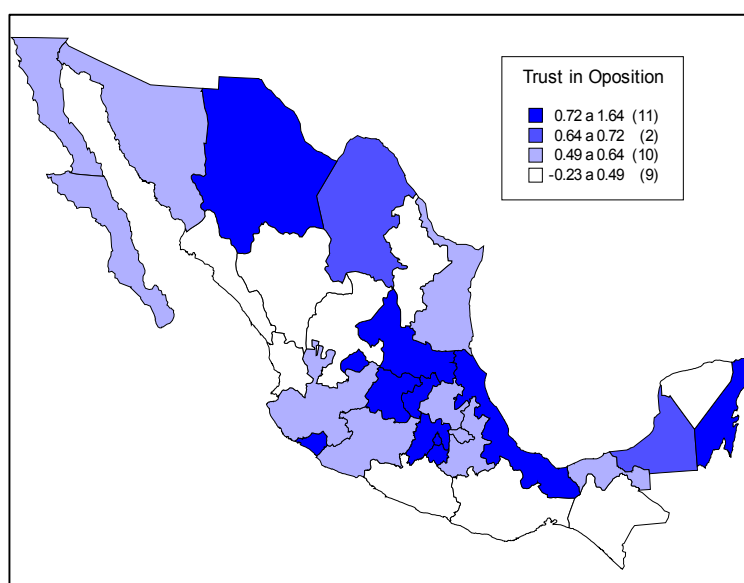 Trust in Oposition
0.72 a 1.64 (11)
0.64 a 0.72 (2)
0.49 a 0.64 (10)
-0.23 a 0.49 (9)